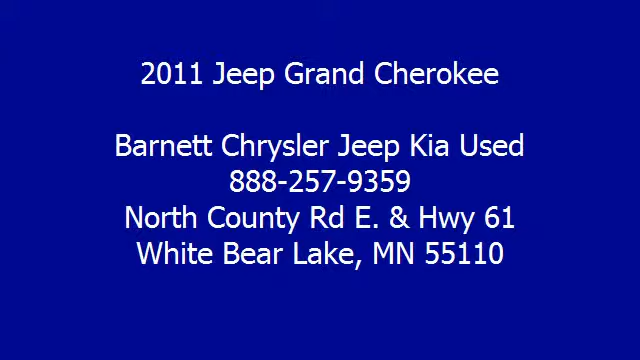 2011 Jeep Grand Cherokee
Barnett Chrysler Jeep Kia Used
888-257-9359
North County Rd E. & Hwy 61
White Bear Lake, MN 55110